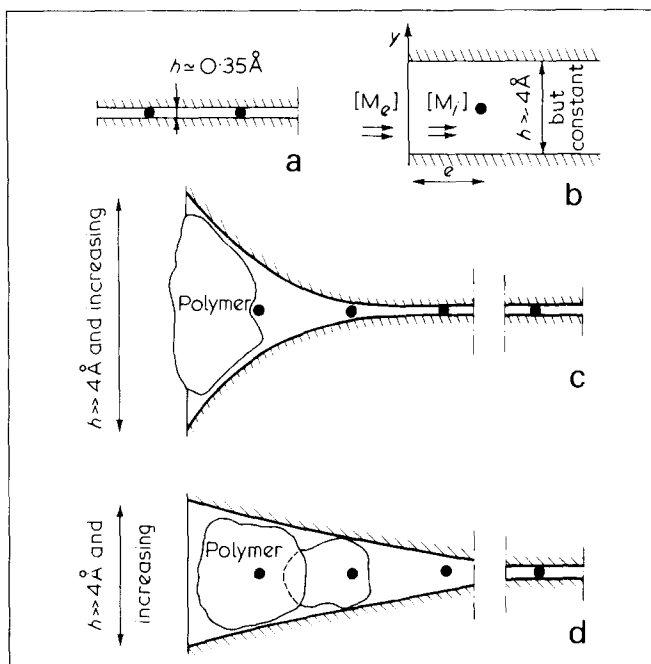 h≃0·35Å
a
y
[Me]
[Mi]
h>~4Å
but
constant
e
b
h≫4Å and increasing
Polymer
c
h≫4Å and
increasing
Polymer
d